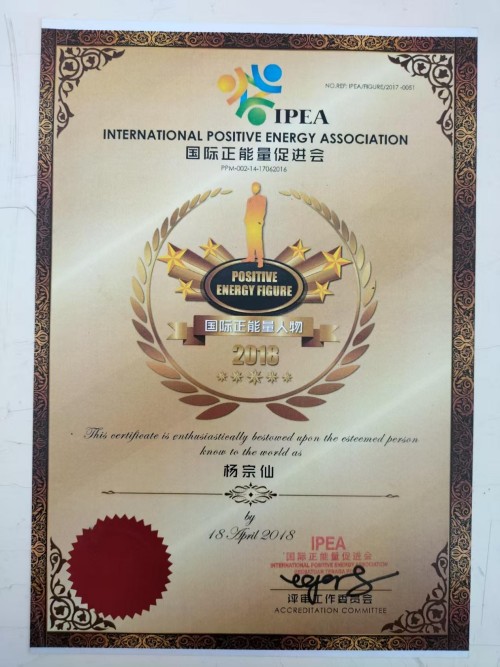 NO.REF: IPEA/FIGURE/2017 -0081
IPEA
INTERNATIONAL POSITIVE ENERGY ASSOCIATION
国际正能量促进会
PPM-002-14-17062016
POSITIVE
ENERGY FIGURE
国际正能量人物
2018
This certificate is enthusiastically bestowed upon the esteemed person
know to the world as
杨宗仙
by
18 April 2018
IPEA
国际正能量促进会
INTERNATIONAL POSITIVE ENERGY ASSOCIATION
评审工作委员会
ACCREDITATION COMMITTEE